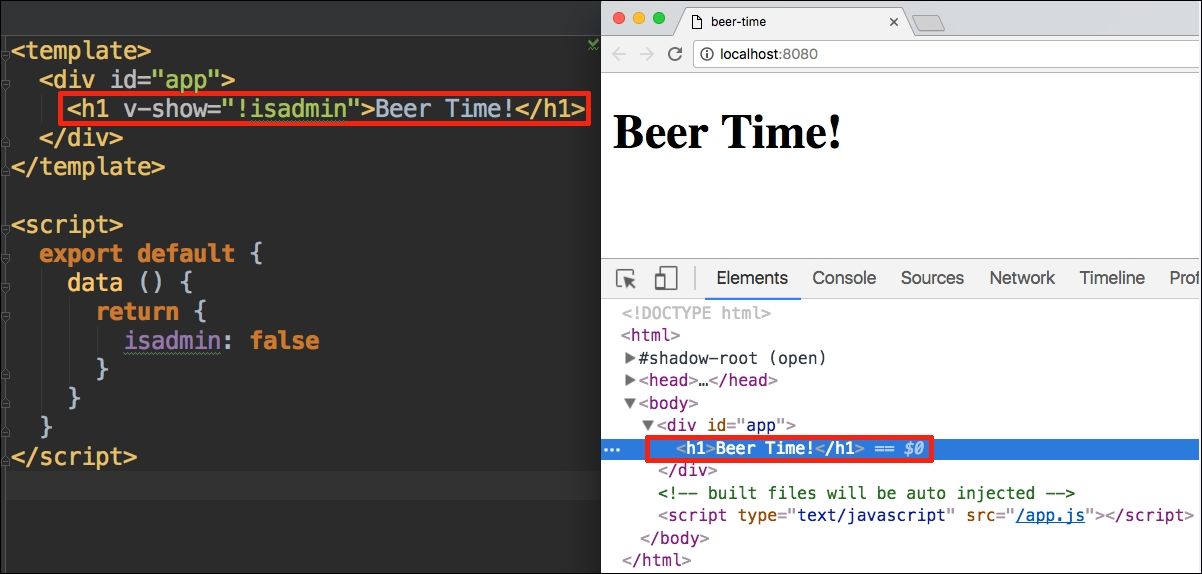 <template>
<div id="app">
<h1 v-show="!isadmin">Beer Time!</h1>
</div>
</template>
<script>
export default {
data () {
return {
isadmin: false
}
}
}
</script>
beer-time
localhost:8080
Beer Time!
Elements Console Sources Network Timeline Prof
<!DOCTYPE html>
<html>
#shadow-root (open)
<head>…</head>
<body>
<div id="app">
<h1>Beer Time!</h1> == $0
</div>
<!-- built files will be auto injected -->
<script type="text/javascript" src="/app.js"></script>
</body>
</html>